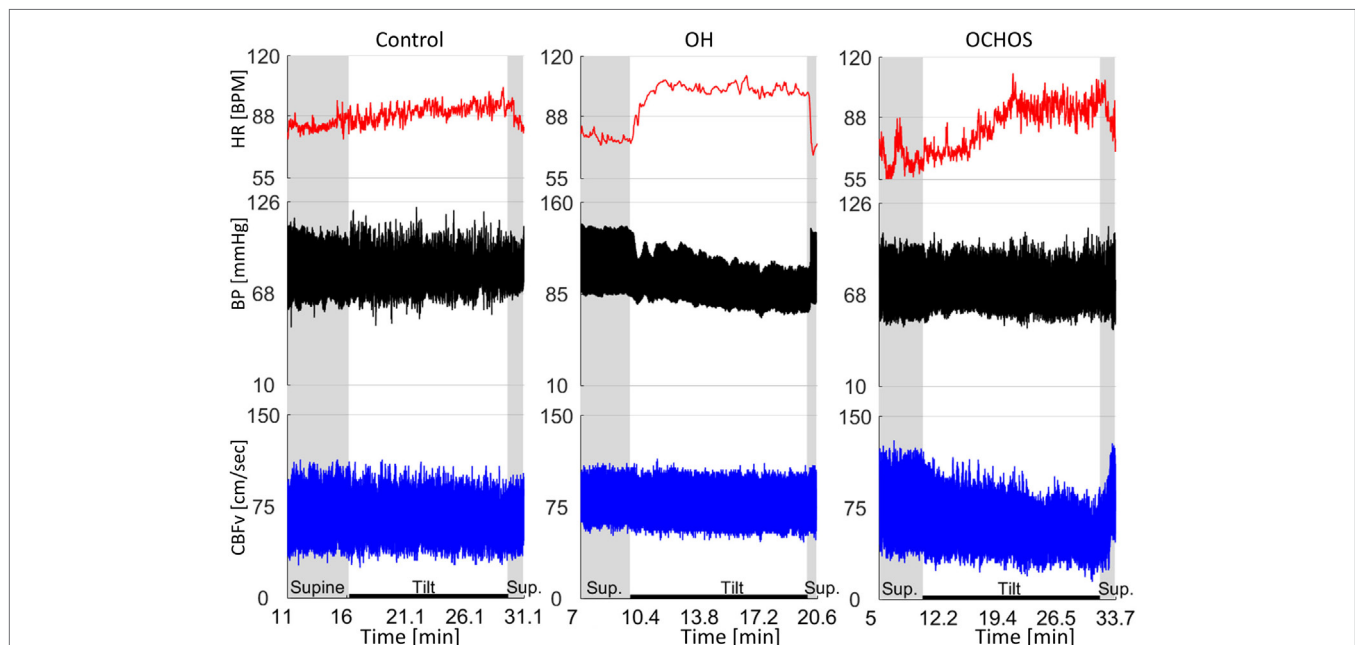 Control OH OCHOS
HR [BPM]
120
88
55
120
88
55
120
88
55
BP [mmHg]
126
68
10
160
85
10
126
68
10
CBFv [cm/sec]
150
75
0
150
75
0
150
75
0
Supine Tilt Sup.
Sup. Tilt Sup.
Sup. Tilt Sup.
11 16 21.1 26.1 31.1
7 10.4 13.8 17.2 20.6
5 12.2 19.4 26.5 33.7
Time [min] Time [min] Time [min]